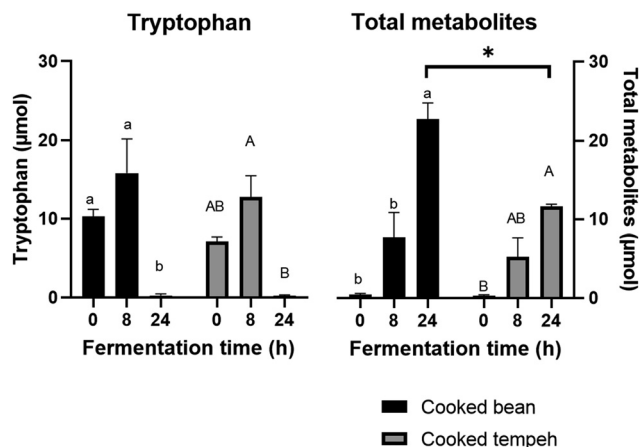 Tryptophan
Total metabolites
Tryptophan (µmol)
30
20
10
0
a
a
b
AB
A
B
0 8 24 0 8 24
Fermentation time (h)
*
b
b
a
B
AB
A
0 8 24 0 8 24
Fermentation time (h)
30
20
10
0
Total metabolites (µmol)
Cooked bean
Cooked tempeh